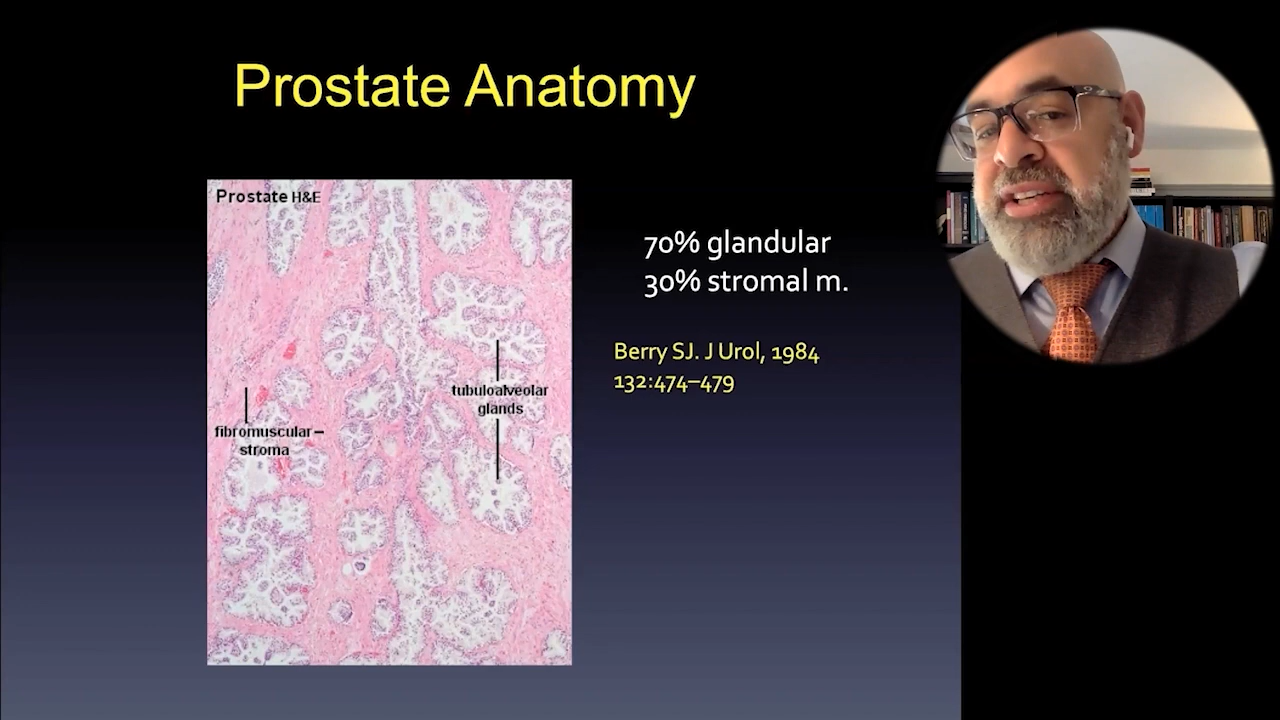 Prostate Anatomy
Prostate H&E
tubuloalveolar
glands
fibromuscular–
stroma
70% glandular
30% stromal m.
Berry SJ. J Urol, 1984
132:474–479